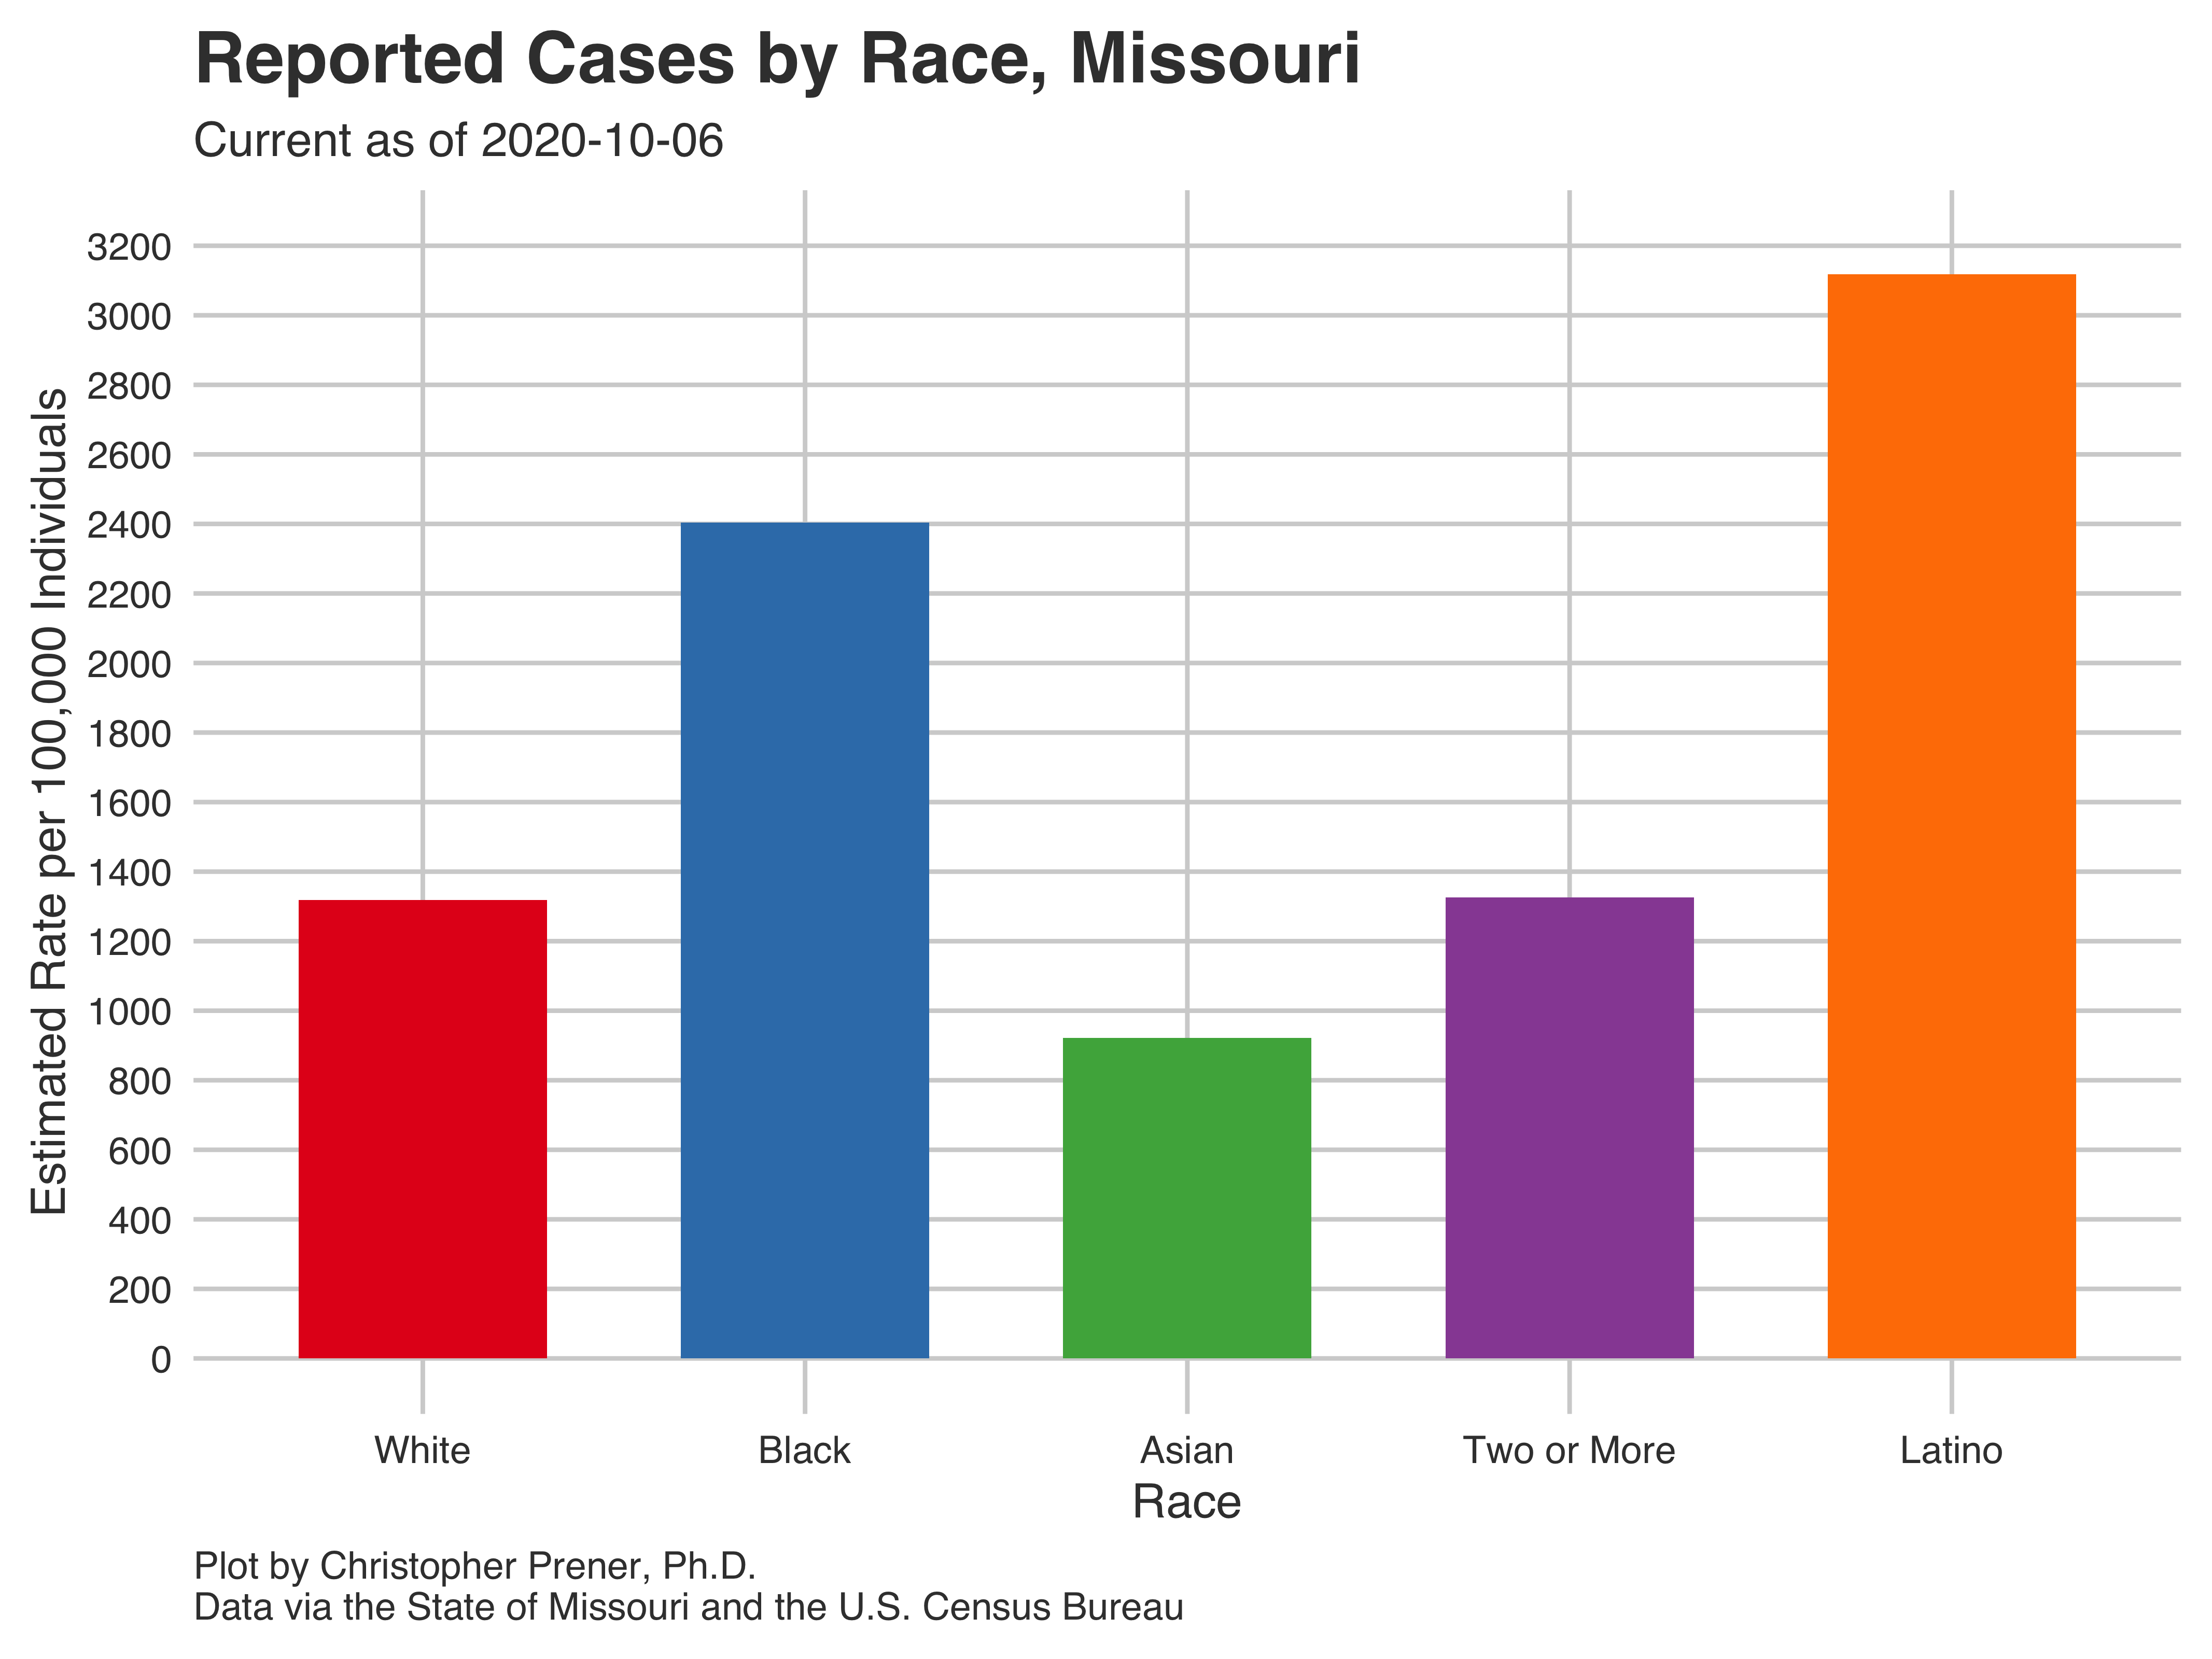 Reported Cases by Race, Missouri
Current as of 2020-10-06
Estimated Rate per 100,000 Individuals
3200
3000
2800
2600
2400
2200
2000
1800
1600
1400
1200
1000
800
600
400
200
0
White Black Asian Two or More Latino
Race
Plot by Christopher Prener, Ph.D.
Data via the State of Missouri and the U.S. Census Bureau